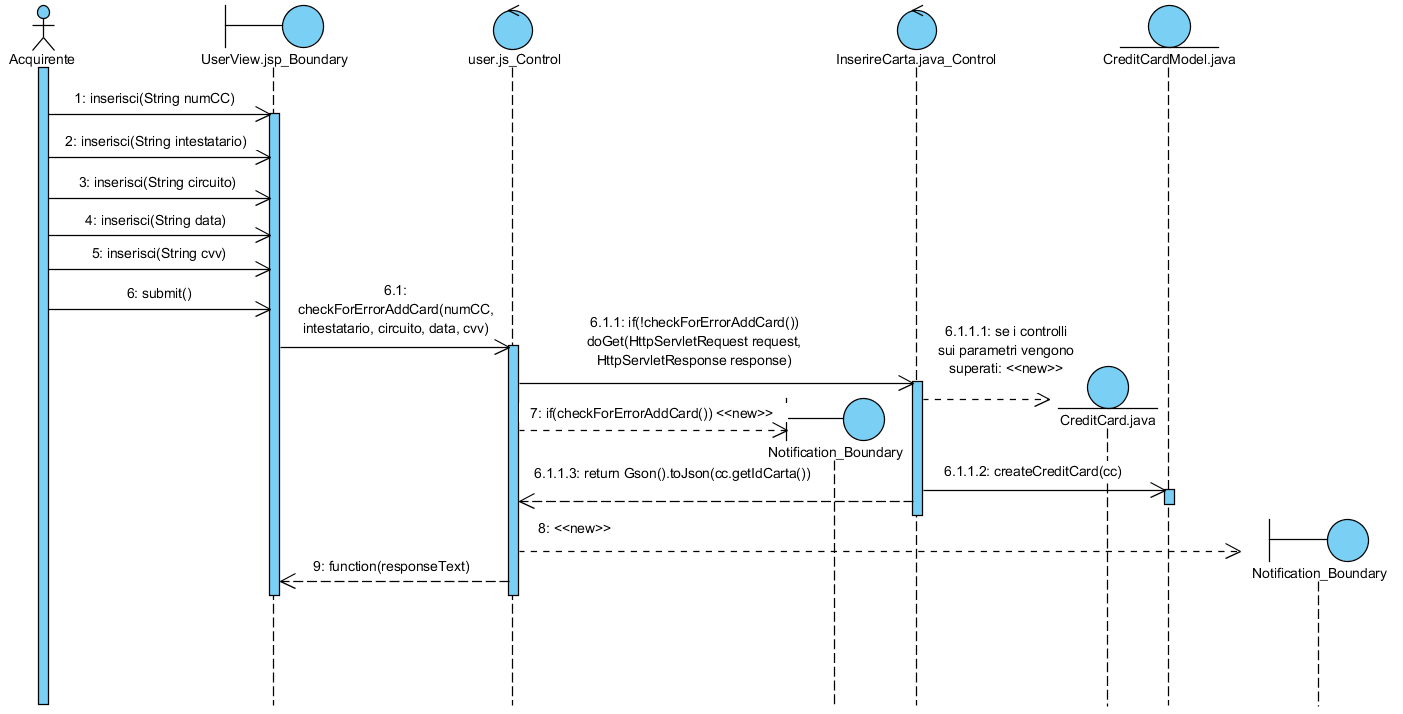 Acquirente
UserView.jsp_Boundary
user.js_Control
InserireCarta.java_Control
CreditCardModel.java
1: inserisci(String numCC)
2: inserisci(String intestatario)
3: inserisci(String circuito)
4: inserisci(String data)
5: inserisci(String cvv)
6: submit()
6.1:
checkForErrorAddCard(numCC,
intestatario, circuito, data, cvv)
6.1.1: if(!checkForErrorAddCard())
doGet(HttpServletRequest request,
HttpServletResponse response)
6.1.1.1: se i controlli
sui parametri vengono
superati: <<new>>
CreditCard.java
7: if(checkForErrorAddCard()) <<new>>
Notification_Boundary
6.1.1.3: return Gson().toJson(cc.getIdCarta())
6.1.1.2: createCreditCard(cc)
8: <<new>>
Notification_Boundary
9: function(responseText)